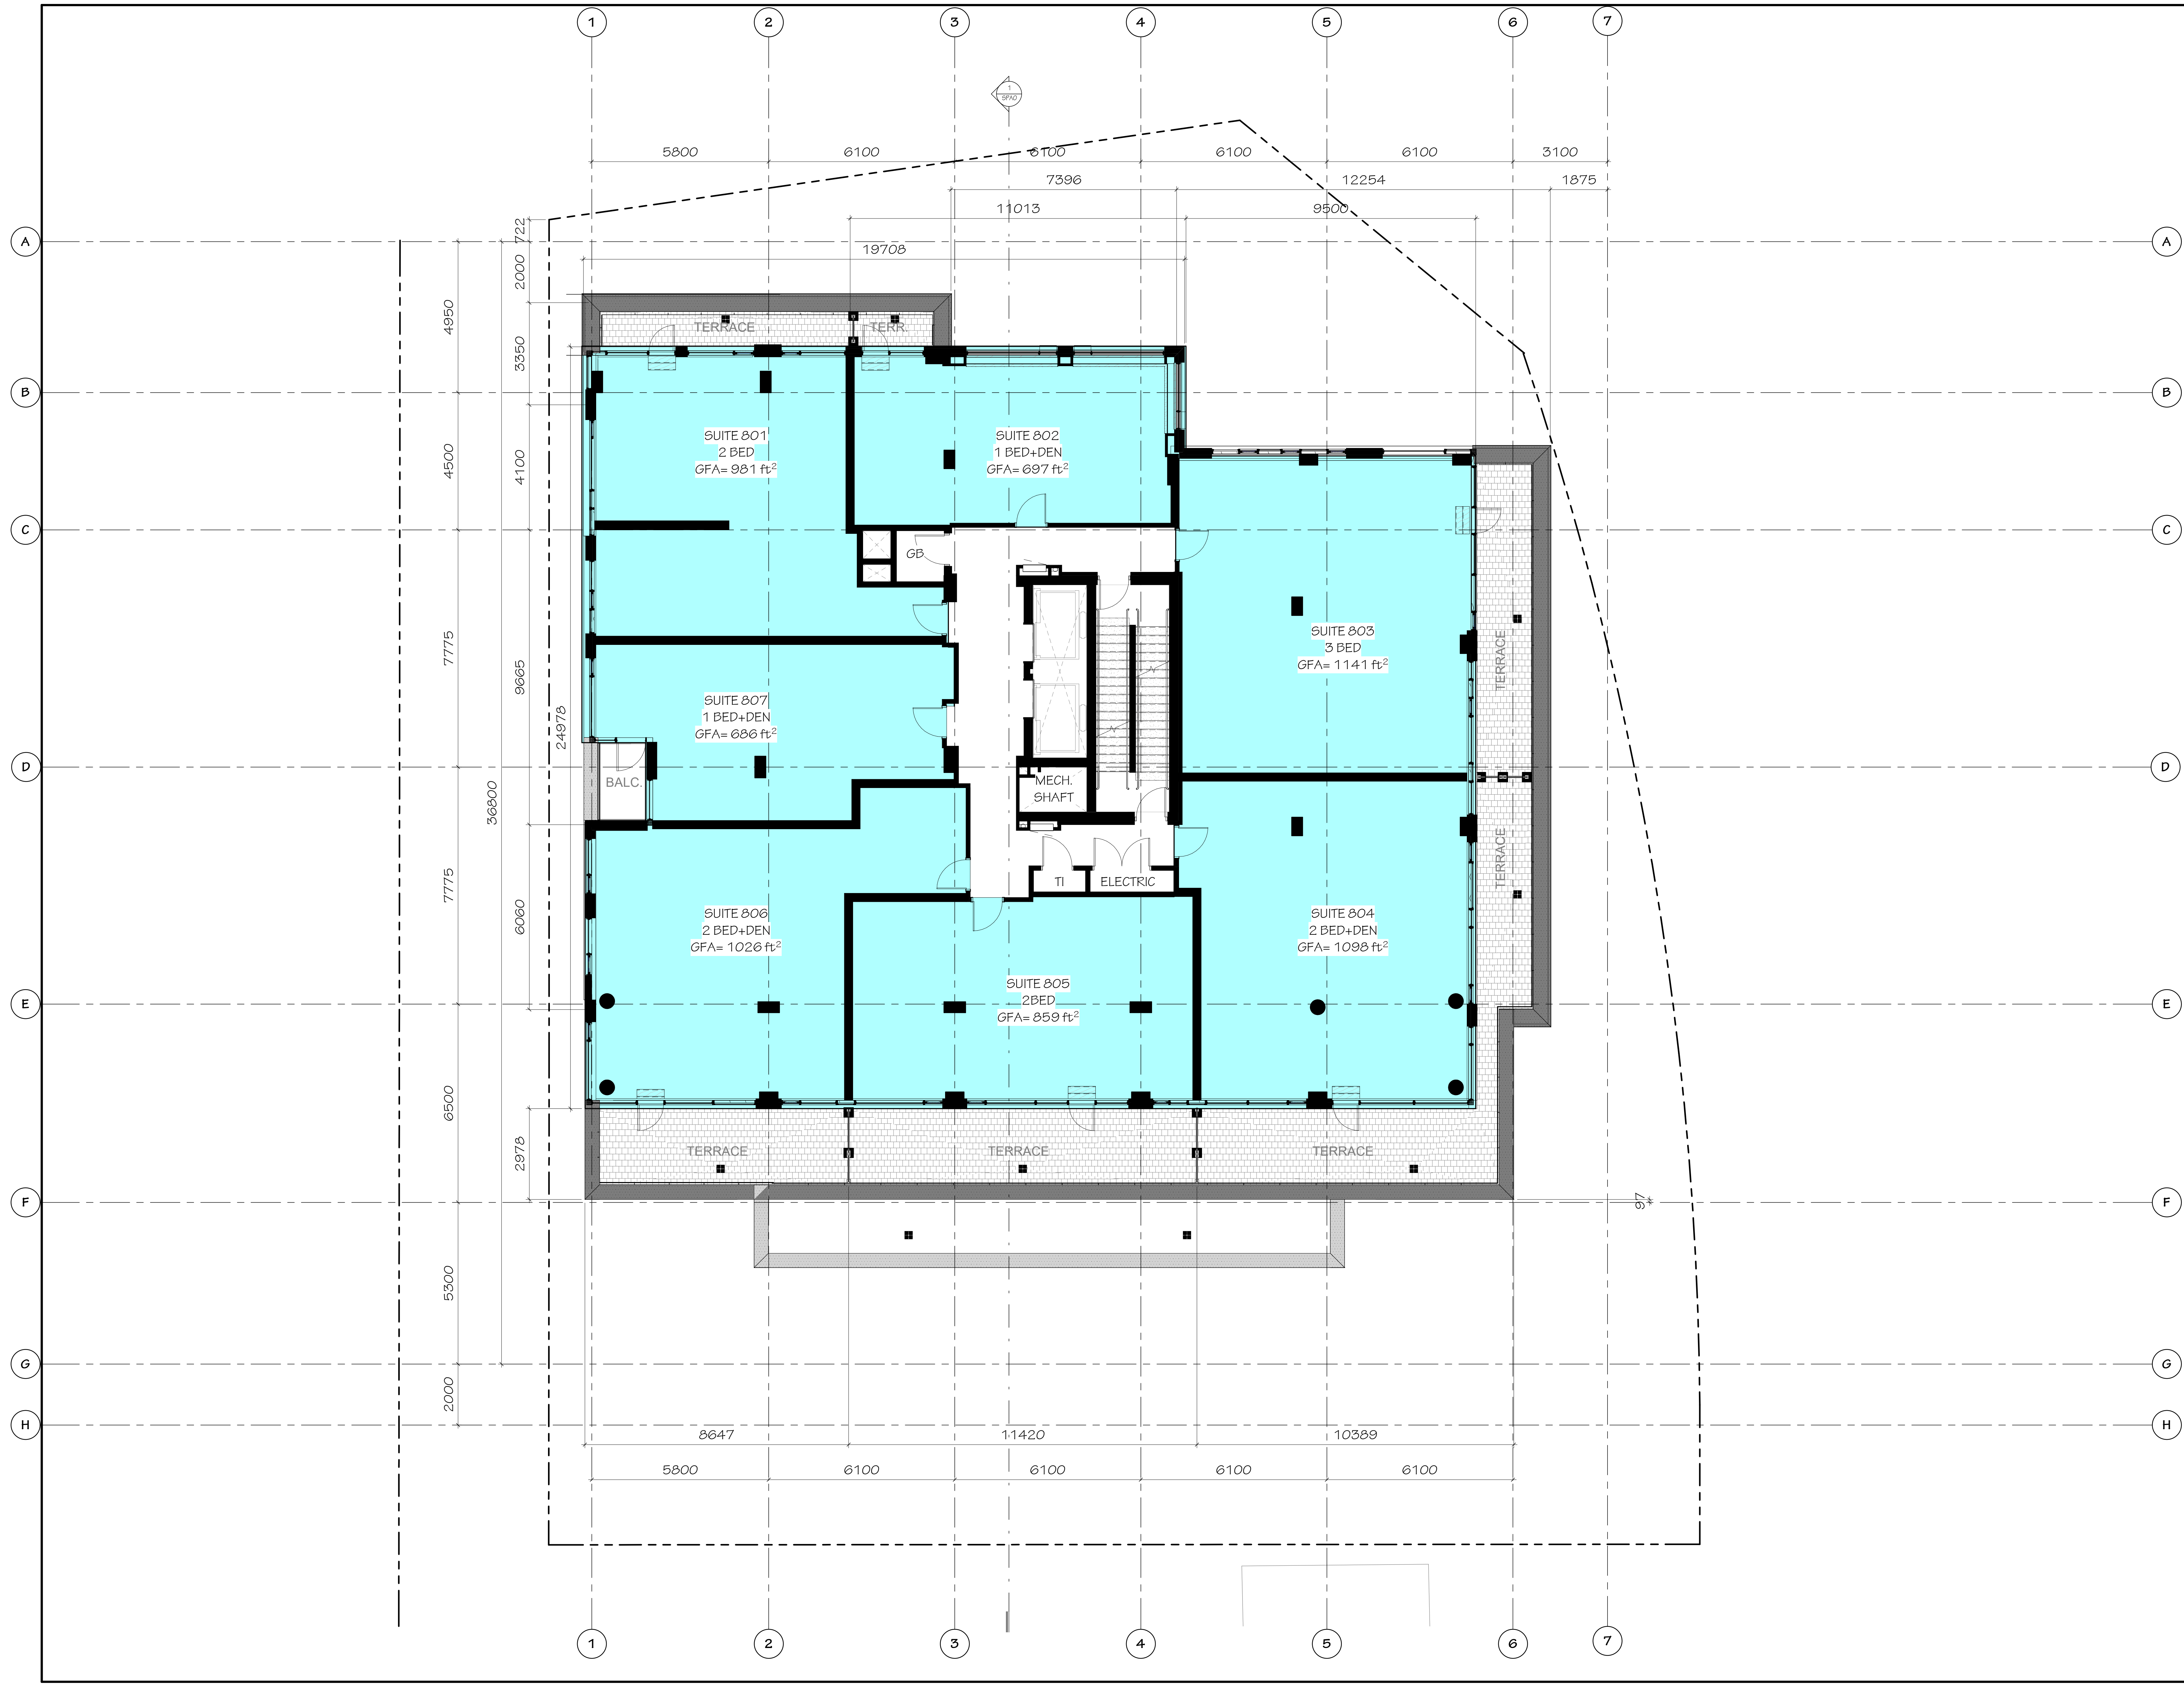 1 2 3 4 5 6 7
1
SPA0
5800 6100 6100 6100 6100 3100
7396 12254 1875
11013 9500
19708
722
A A
2000
4950
3350
TERRACE TERR.
B B
4500
4100
SUITE 801
2 BED
GFA= 981 ft²
SUITE 802
1 BED+DEN
GFA= 697 ft²
C C
GB
7775
9665
24978
36800
SUITE 803
3 BED
GFA= 1141 ft²
TERRACE
SUITE 807
1 BED+DEN
GFA= 686 ft²
D D
BALC.
MECH.
SHAFT
TERRACE
7775
6060
TI ELECTRIC
SUITE 806
2 BED+DEN
GFA= 1026 ft²
SUITE 804
2 BED+DEN
GFA= 1098 ft²
SUITE 805
2BED
GFA= 859 ft²
E E
6500
2978
TERRACE TERRACE TERRACE
F F
97
5300
G G
2000
H H
8647 11420 10389
5800 6100 6100 6100 6100
1 2 3 4 5 6 7